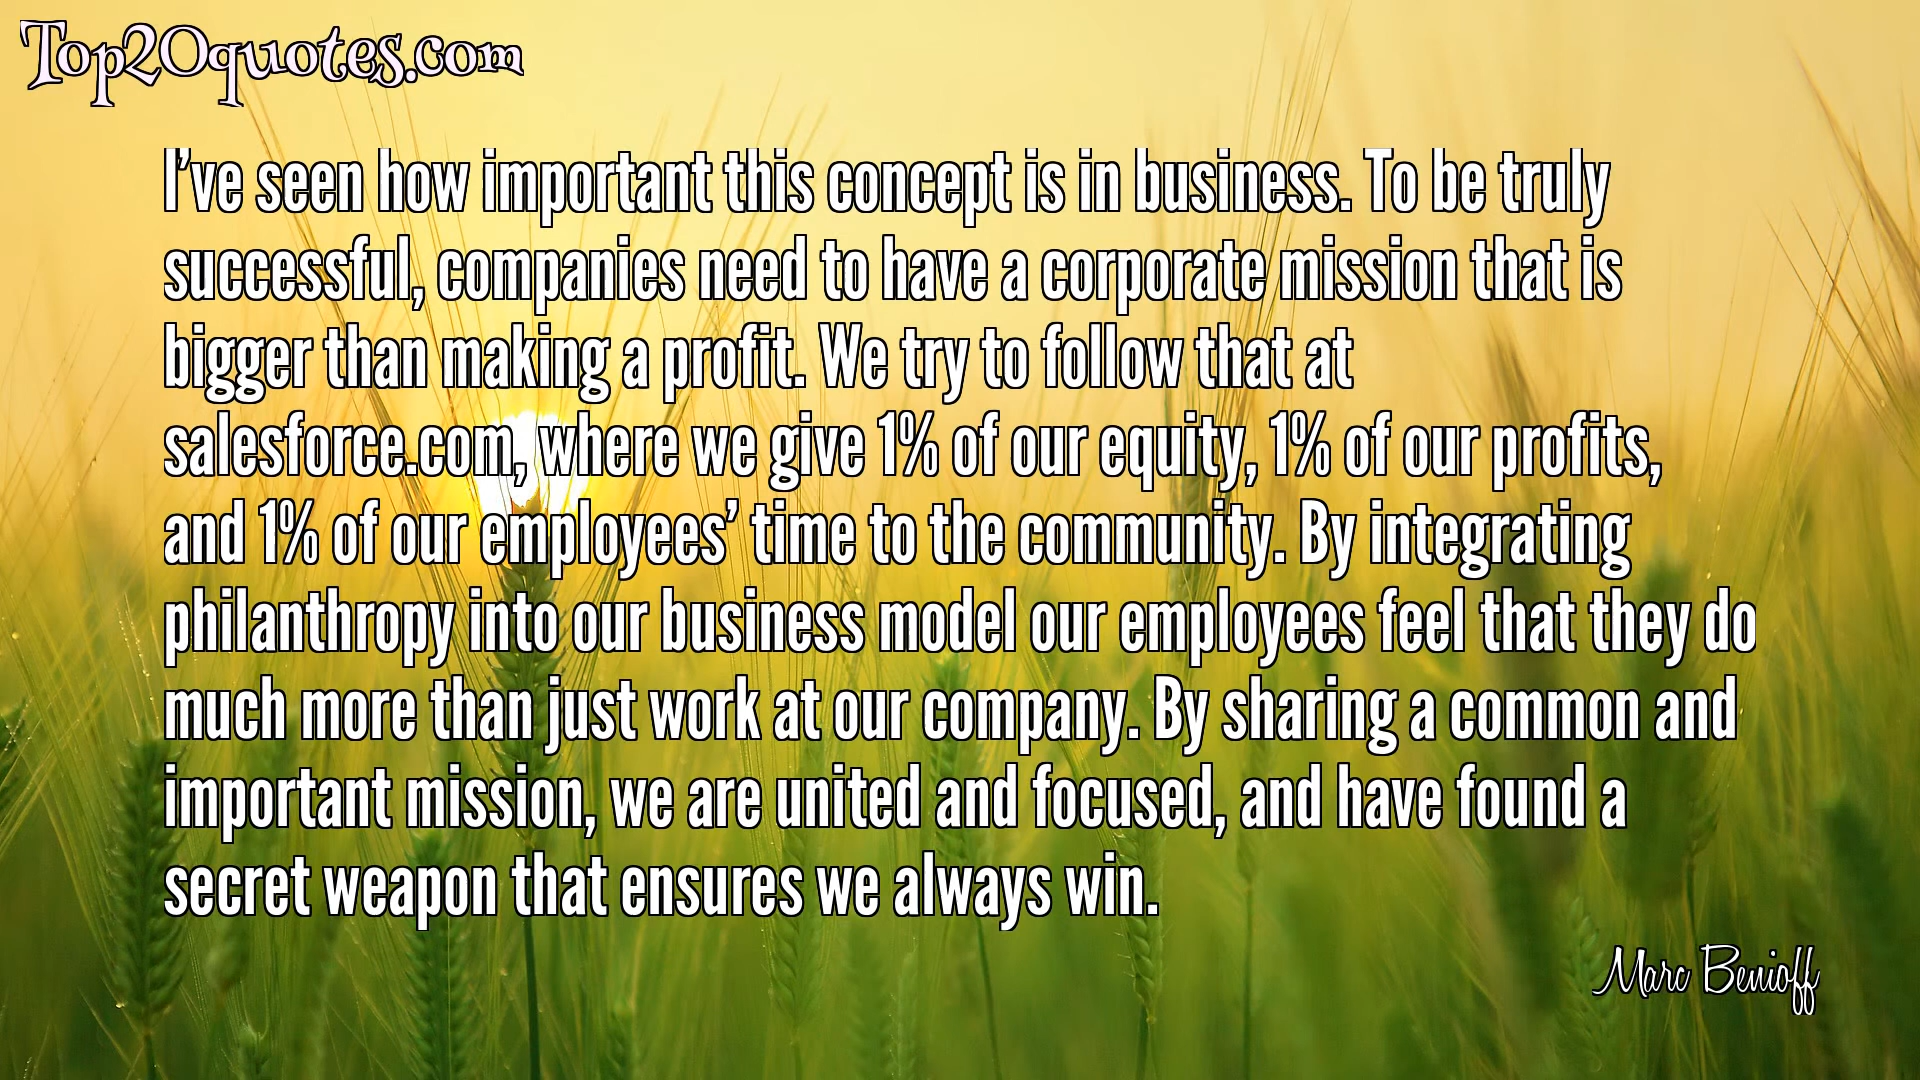 Top20quotes.com
I've seen how important this concept is in business. To be truly
successful, companies need to have a corporate mission that is
bigger than making a profit. We try to follow that at
salesforce.com, where we give 1% of our equity, 1% of our profits,
and 1% of our employees' time to the community. By integrating
philanthropy into our business model our employees feel that they do
much more than just work at our company. By sharing a common and
important mission, we are united and focused, and have found a
secret weapon that ensures we always win.
Marc Benioff